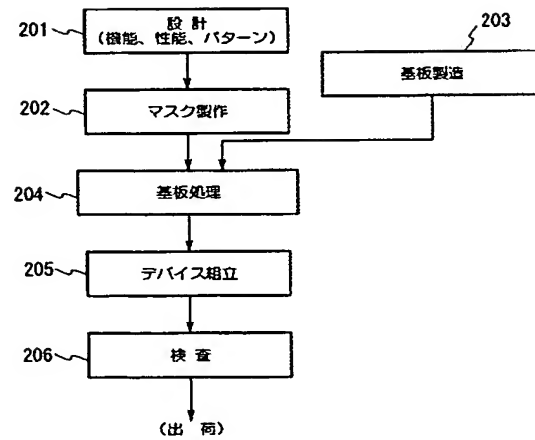 201
設 計
(機能、性能、パターン)
203
基板製造
202
マスク製作
204
基板処理
205
デバイス組立
206
検 査
(出 荷)